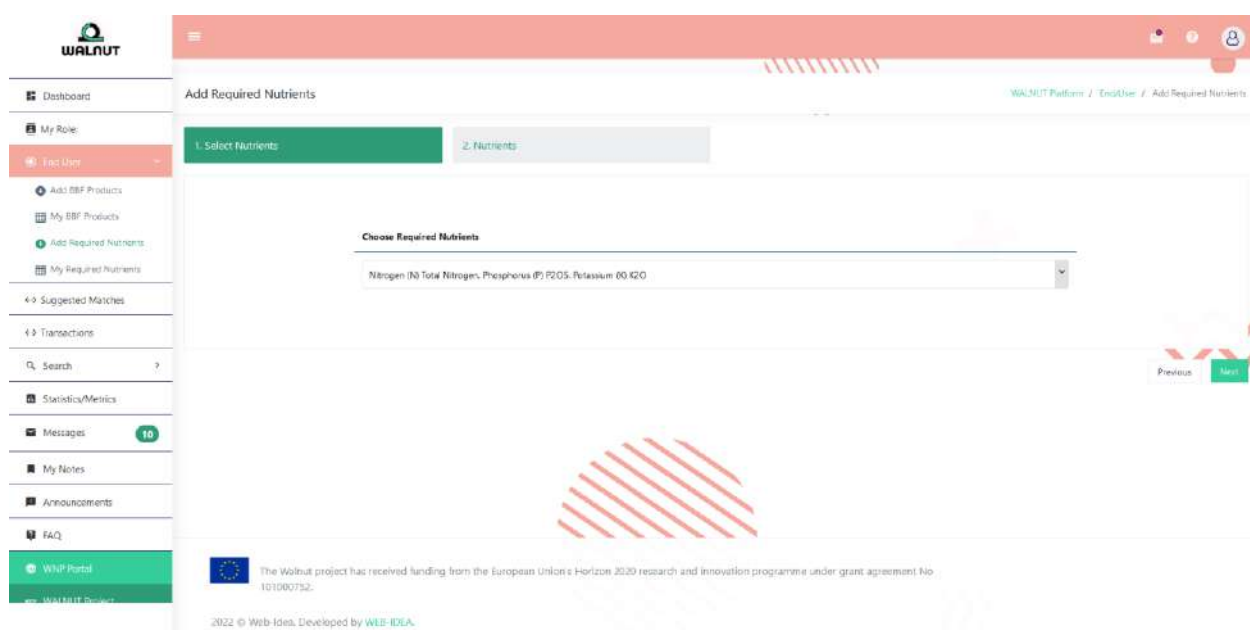 WALNUT
Dashboard
My Role:
End User
Add BBF Products
My BBF Products
Add Required Nutrients
My Required Nutrients
Suggested Matches
Transactions
Search
Statistics/Metrics
Messages 10
My Notes
Announcements
FAQ
WNP Portal
WALNUT Project
Add Required Nutrients
WALNUT Platform / End/User / Add Required Nutrients
1. Select Nutrients
2. Nutrients
Choose Required Nutrients
Nitrogen (N) Total Nitrogen, Phosphorus (P) P2O5, Potassium (K) K2O
Previous Next
The Walnut project has received funding from the European Union's Horizon 2020 research and innovation programme under grant agreement No
101000752.
2022 © Web-Idea. Developed by WEB-IDEA.